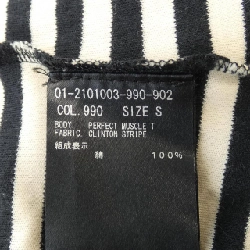 01-2101003-990-902
COL.990 SIZE S
BODY : PERFECT MUSCLE T
FABRIC. CLINTON STRIPE
組成表示
綿 100%